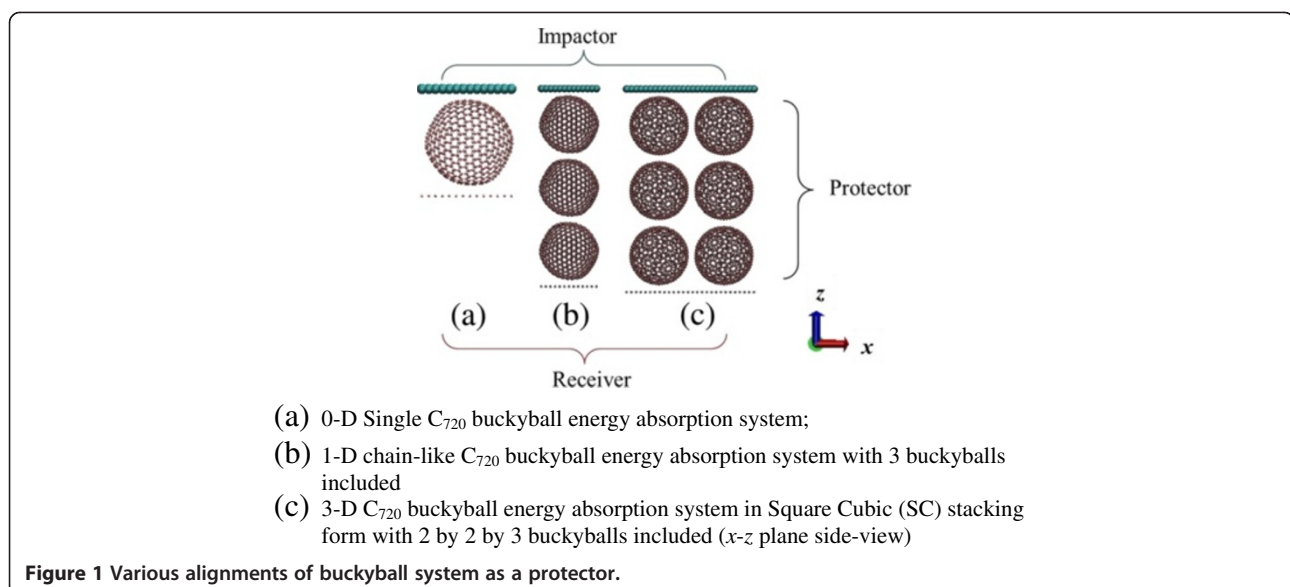 Impactor
Protector
z
x
(a) (b) (c)
Receiver
(a) 0-D Single C₇₂₀ buckyball energy absorption system;
(b) 1-D chain-like C₇₂₀ buckyball energy absorption system with 3 buckyballs
included
(c) 3-D C₇₂₀ buckyball energy absorption system in Square Cubic (SC) stacking
form with 2 by 2 by 3 buckyballs included (x-z plane side-view)
Figure 1 Various alignments of buckyball system as a protector.